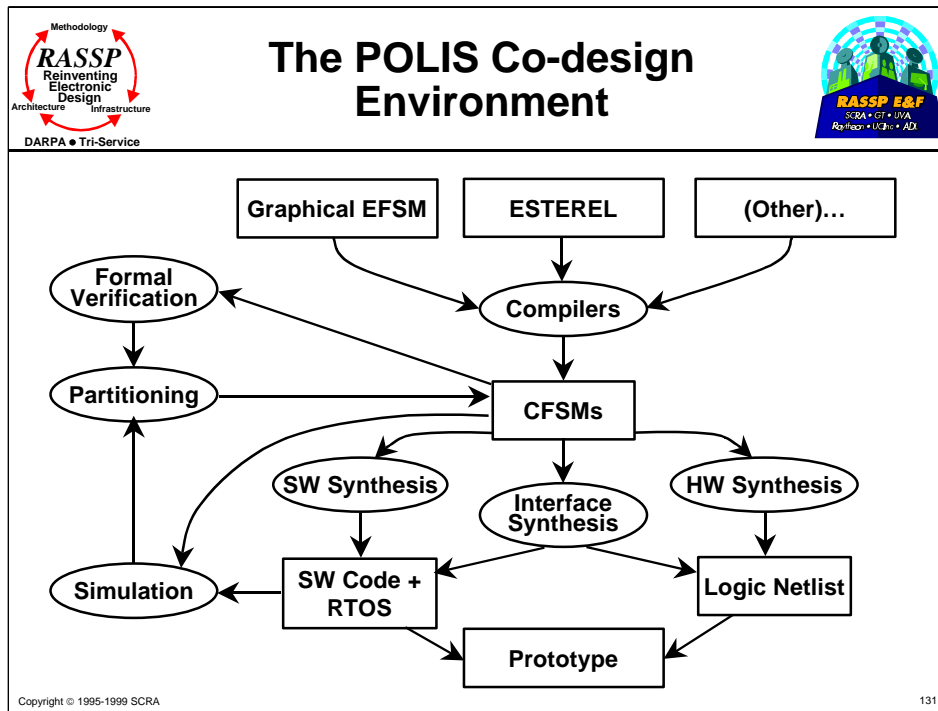 Methodology
RASSP
Reinventing
Electronic
Design
Architecture
Infrastructure
DARPA ● Tri-Service
The POLIS Co-design
Environment
RASSP E&F
SCRA • GT • UVA
Raytheon • UCinc • ADL
Graphical EFSM
ESTEREL
(Other)…
Formal
Verification
Compilers
Partitioning
CFSMs
SW Synthesis
Interface
Synthesis
HW Synthesis
Simulation
SW Code +
RTOS
Logic Netlist
Prototype
Copyright © 1995-1999 SCRA
131